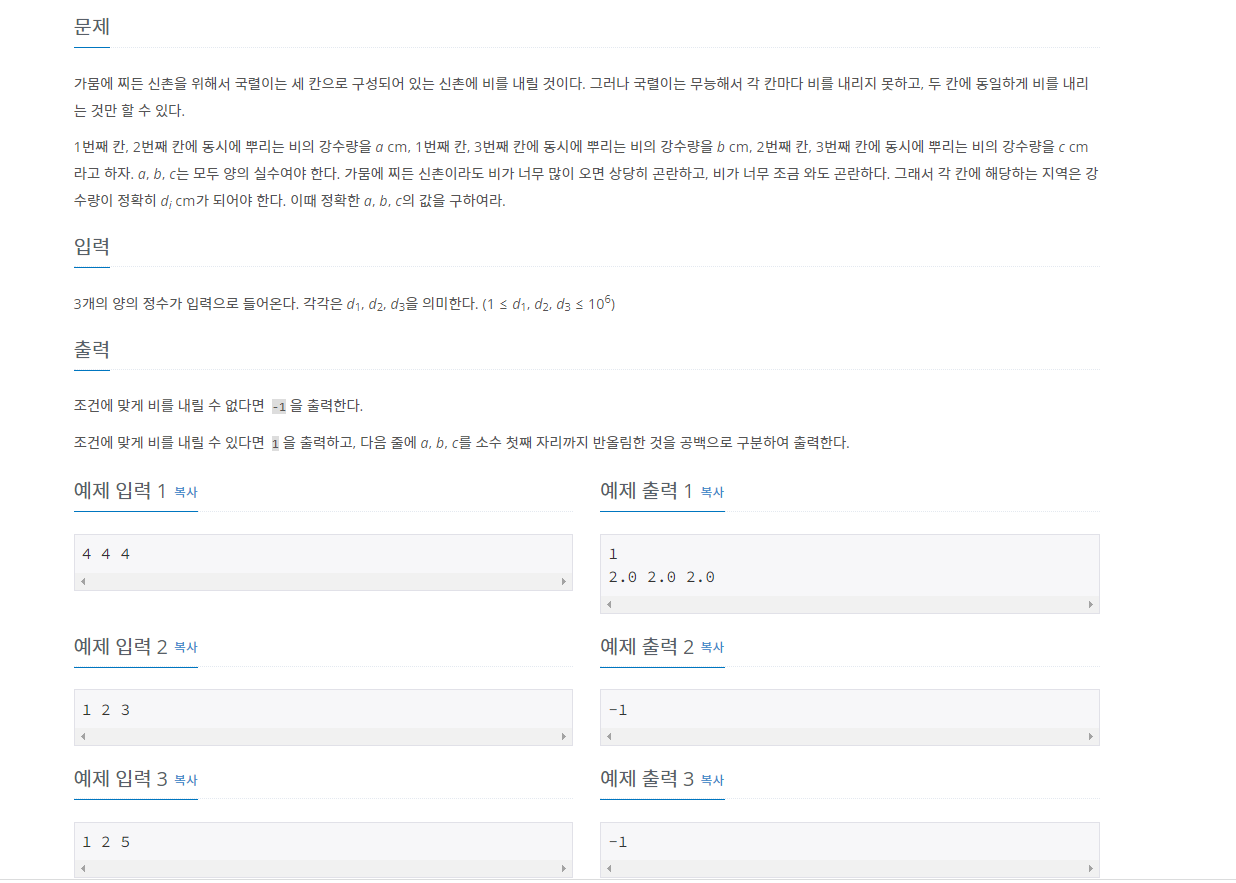 문제
가뭄에 찌든 신촌을 위해서 국렬이는 세 칸으로 구성되어 있는 신촌에 비를 내릴 것이다. 그러나 국렬이는 무능해서 각 칸마다 비를 내리지 못하고, 두 칸에 동일하게 비를 내리
는 것만 할 수 있다.
1번째 칸, 2번째 칸에 동시에 뿌리는 비의 강수량을 a cm, 1번째 칸, 3번째 칸에 동시에 뿌리는 비의 강수량을 b cm, 2번째 칸, 3번째 칸에 동시에 뿌리는 비의 강수량을 c cm
라고 하자. a, b, c는 모두 양의 실수여야 한다. 가뭄에 찌든 신촌이라도 비가 너무 많이 오면 상당히 곤란하고, 비가 너무 조금 와도 곤란하다. 그래서 각 칸에 해당하는 지역은 강
수량이 정확히 dᵢ cm가 되어야 한다. 이때 정확한 a, b, c의 값을 구하여라.
입력
3개의 양의 정수가 입력으로 들어온다. 각각은 d₁, d₂, d₃을 의미한다. (1 ≤ d₁, d₂, d₃ ≤ 10⁶)
출력
조건에 맞게 비를 내릴 수 없다면 -1 을 출력한다.
조건에 맞게 비를 내릴 수 있다면 1 을 출력하고, 다음 줄에 a, b, c를 소수 첫째 자리까지 반올림한 것을 공백으로 구분하여 출력한다.
예제 입력 1 복사
4 4 4
예제 출력 1 복사
1
2.0 2.0 2.0
예제 입력 2 복사
1 2 3
예제 출력 2 복사
-1
예제 입력 3 복사
1 2 5
예제 출력 3 복사
-1